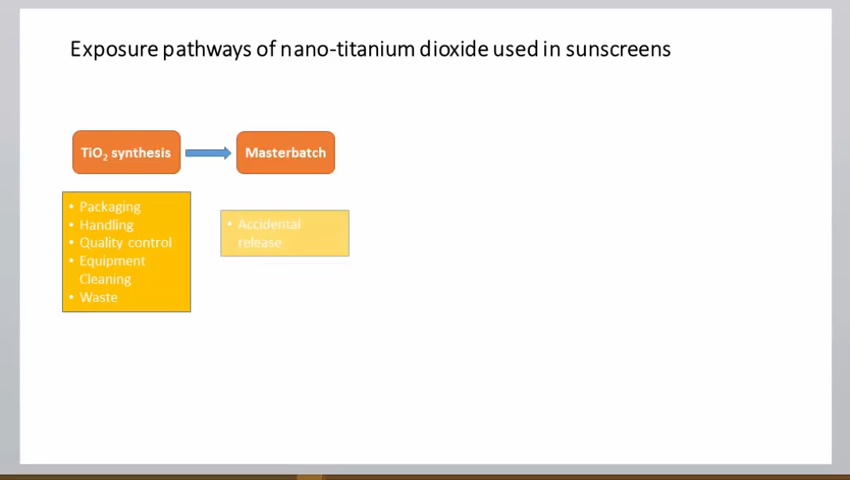 Exposure pathways of nano-titanium dioxide used in sunscreens
TiO₂ synthesis
Masterbatch
• Packaging
• Handling
• Quality control
• Equipment
Cleaning
• Waste
• Accidental
release